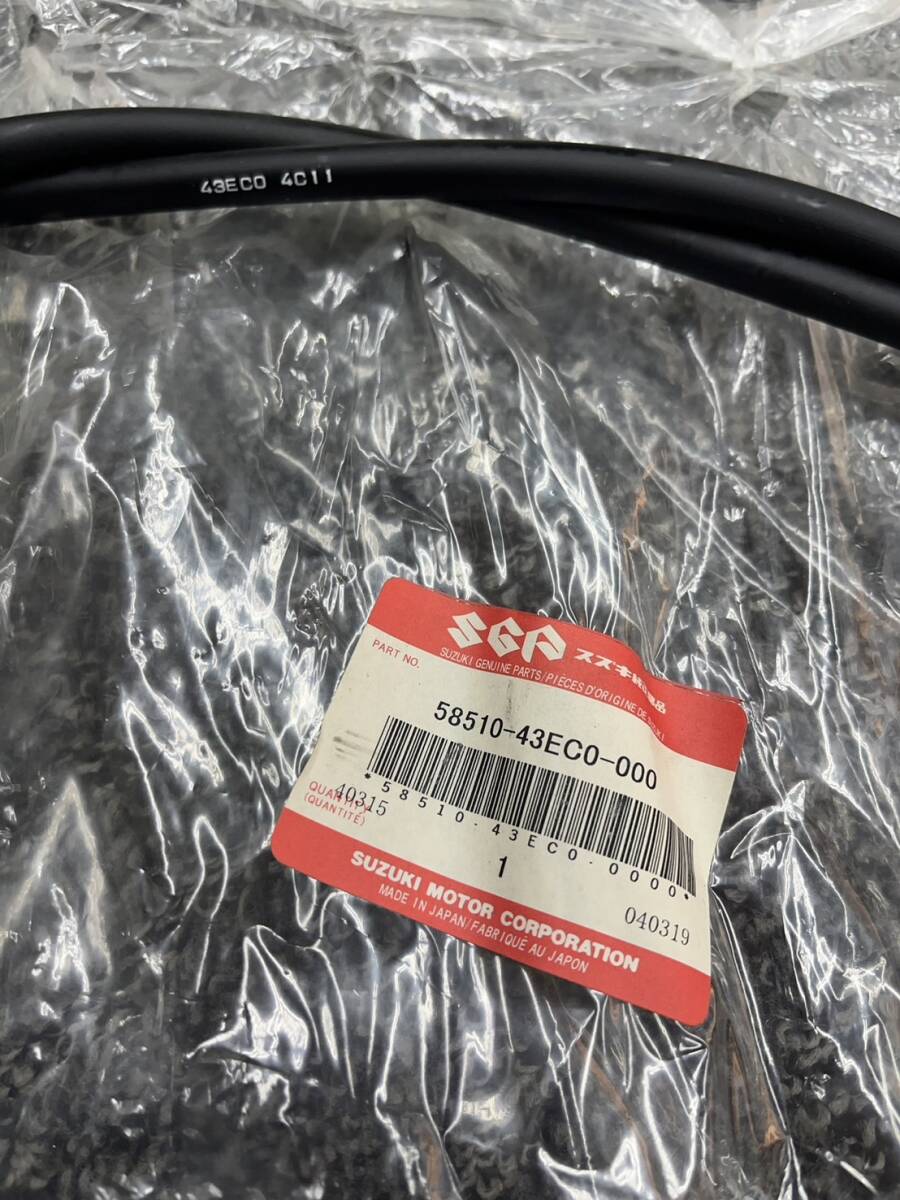 43EC0 4C11
SGP スズキ純正部品
SUZUKI GENUINE PARTS/PIÈCES D'ORIGINE DE SUZUKI
PART NO.
58510-43EC0-000
*58510-43EC0-0000*
QUANTITY
(QUANTITÉ)
40315
1
040319
SUZUKI MOTOR CORPORATION
MADE IN JAPAN/FABRIQUÉ AU JAPON